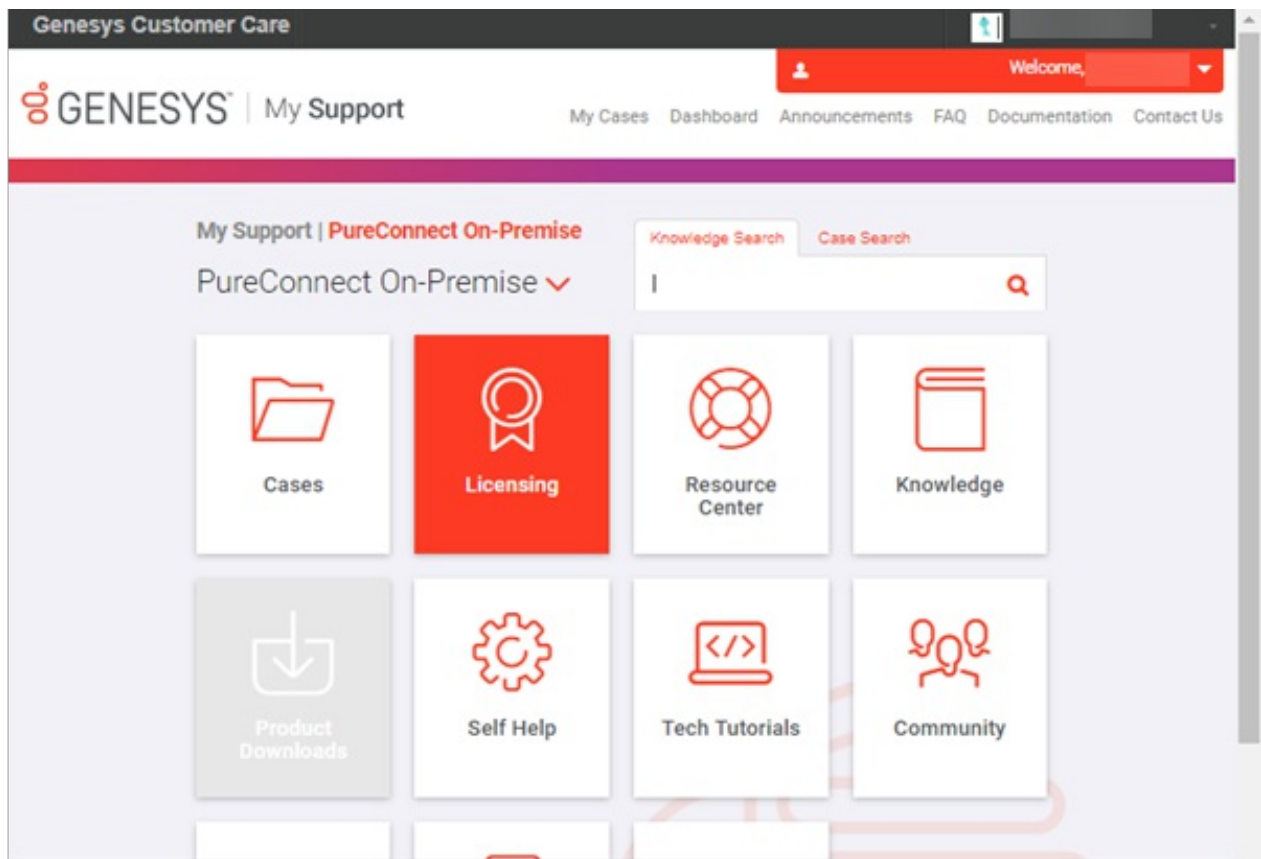 Genesys Customer Care
Welcome,
GENESYS™ | My Support
My Cases Dashboard Announcements FAQ Documentation Contact Us
My Support | PureConnect On-Premise
Knowledge Search Case Search
PureConnect On-Premise
Cases
Licensing
Resource
Center
Knowledge
</>
Product
Downloads
Self Help
Tech Tutorials
Community